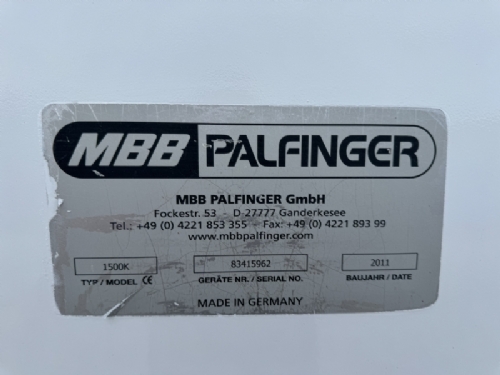 MBB PALFINGER
MBB PALFINGER GmbH
Fockestr. 53 - D-27777 Ganderkesee
Tel.: +49 (0) 4221 853 355 - Fax: +49 (0) 4221 893 99
www.mbbpalfinger.com
1500K 83415962 2011
TYP / MODEL CE GERÄTE NR. / SERIAL NO. BAUJAHR / DATE
MADE IN GERMANY